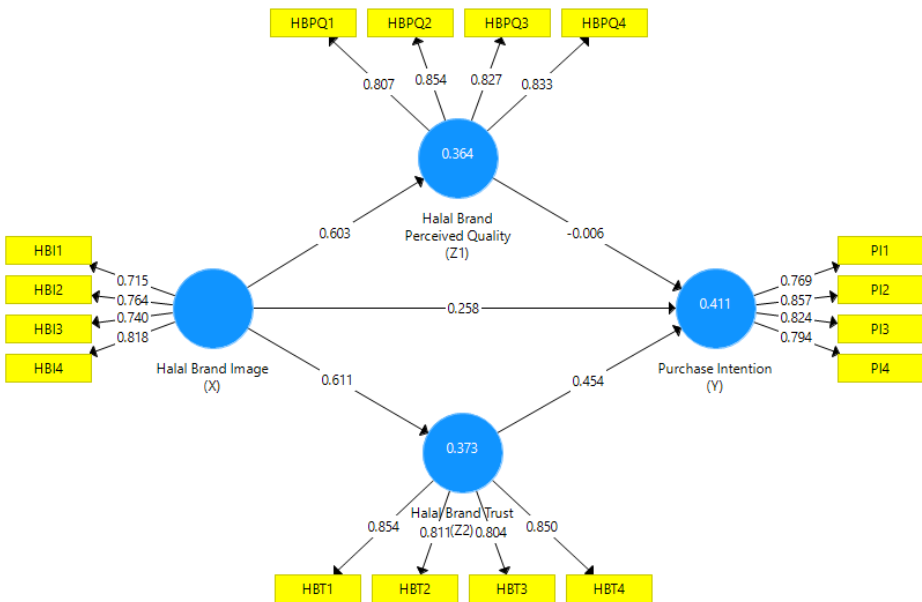 HBPQ1
HBPQ2
HBPQ3
HBPQ4
0.807
0.854
0.827
0.833
0.364
Halal Brand
Perceived Quality
(Z1)
0.603
-0.006
HBI1
HBI2
HBI3
HBI4
0.715
0.764
0.740
0.818
Halal Brand Image
(X)
0.258
0.411
Purchase Intention
(Y)
0.769
0.857
0.824
0.794
PI1
PI2
PI3
PI4
0.611
0.454
0.373
Halal Brand Trust
(Z2)
0.854
0.811
0.804
0.850
HBT1
HBT2
HBT3
HBT4